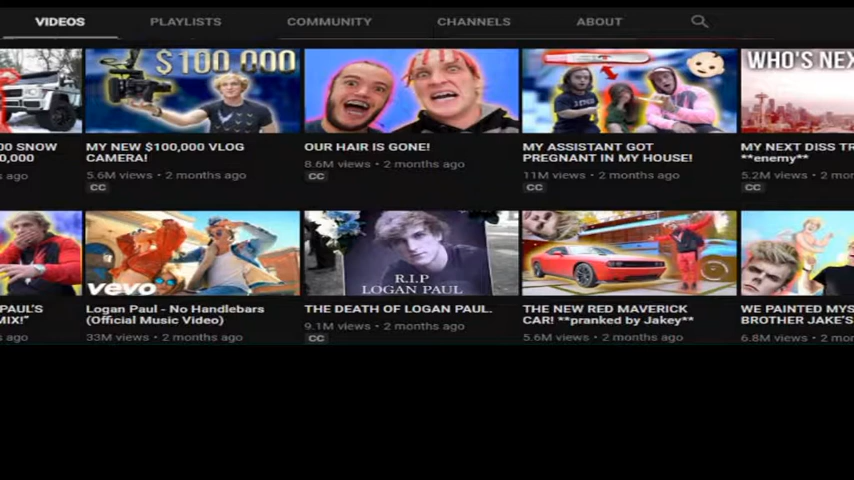 VIDEOS PLAYLISTS COMMUNITY CHANNELS ABOUT
$100 000
WHO'S NEX
00 SNOW
0,000
s ago
MY NEW $100,000 VLOG
CAMERA!
5.6M views • 2 months ago
CC
OUR HAIR IS GONE!
8.6M views • 2 months ago
CC
MY ASSISTANT GOT
PREGNANT IN MY HOUSE!
11M views • 2 months ago
CC
MY NEXT DISS TR
**enemy**
5.2M views • 2 mon
CC
vevo
R.I.P
LOGAN PAUL
PAUL'S
MIX!"
s ago
Logan Paul - No Handlebars
(Official Music Video)
33M views • 2 months ago
THE DEATH OF LOGAN PAUL.
9.1M views • 2 months ago
CC
THE NEW RED MAVERICK
CAR! **pranked by Jakey**
5.6M views • 2 months ago
WE PAINTED MYS
BROTHER JAKE'S
6.8M views • 2 mon